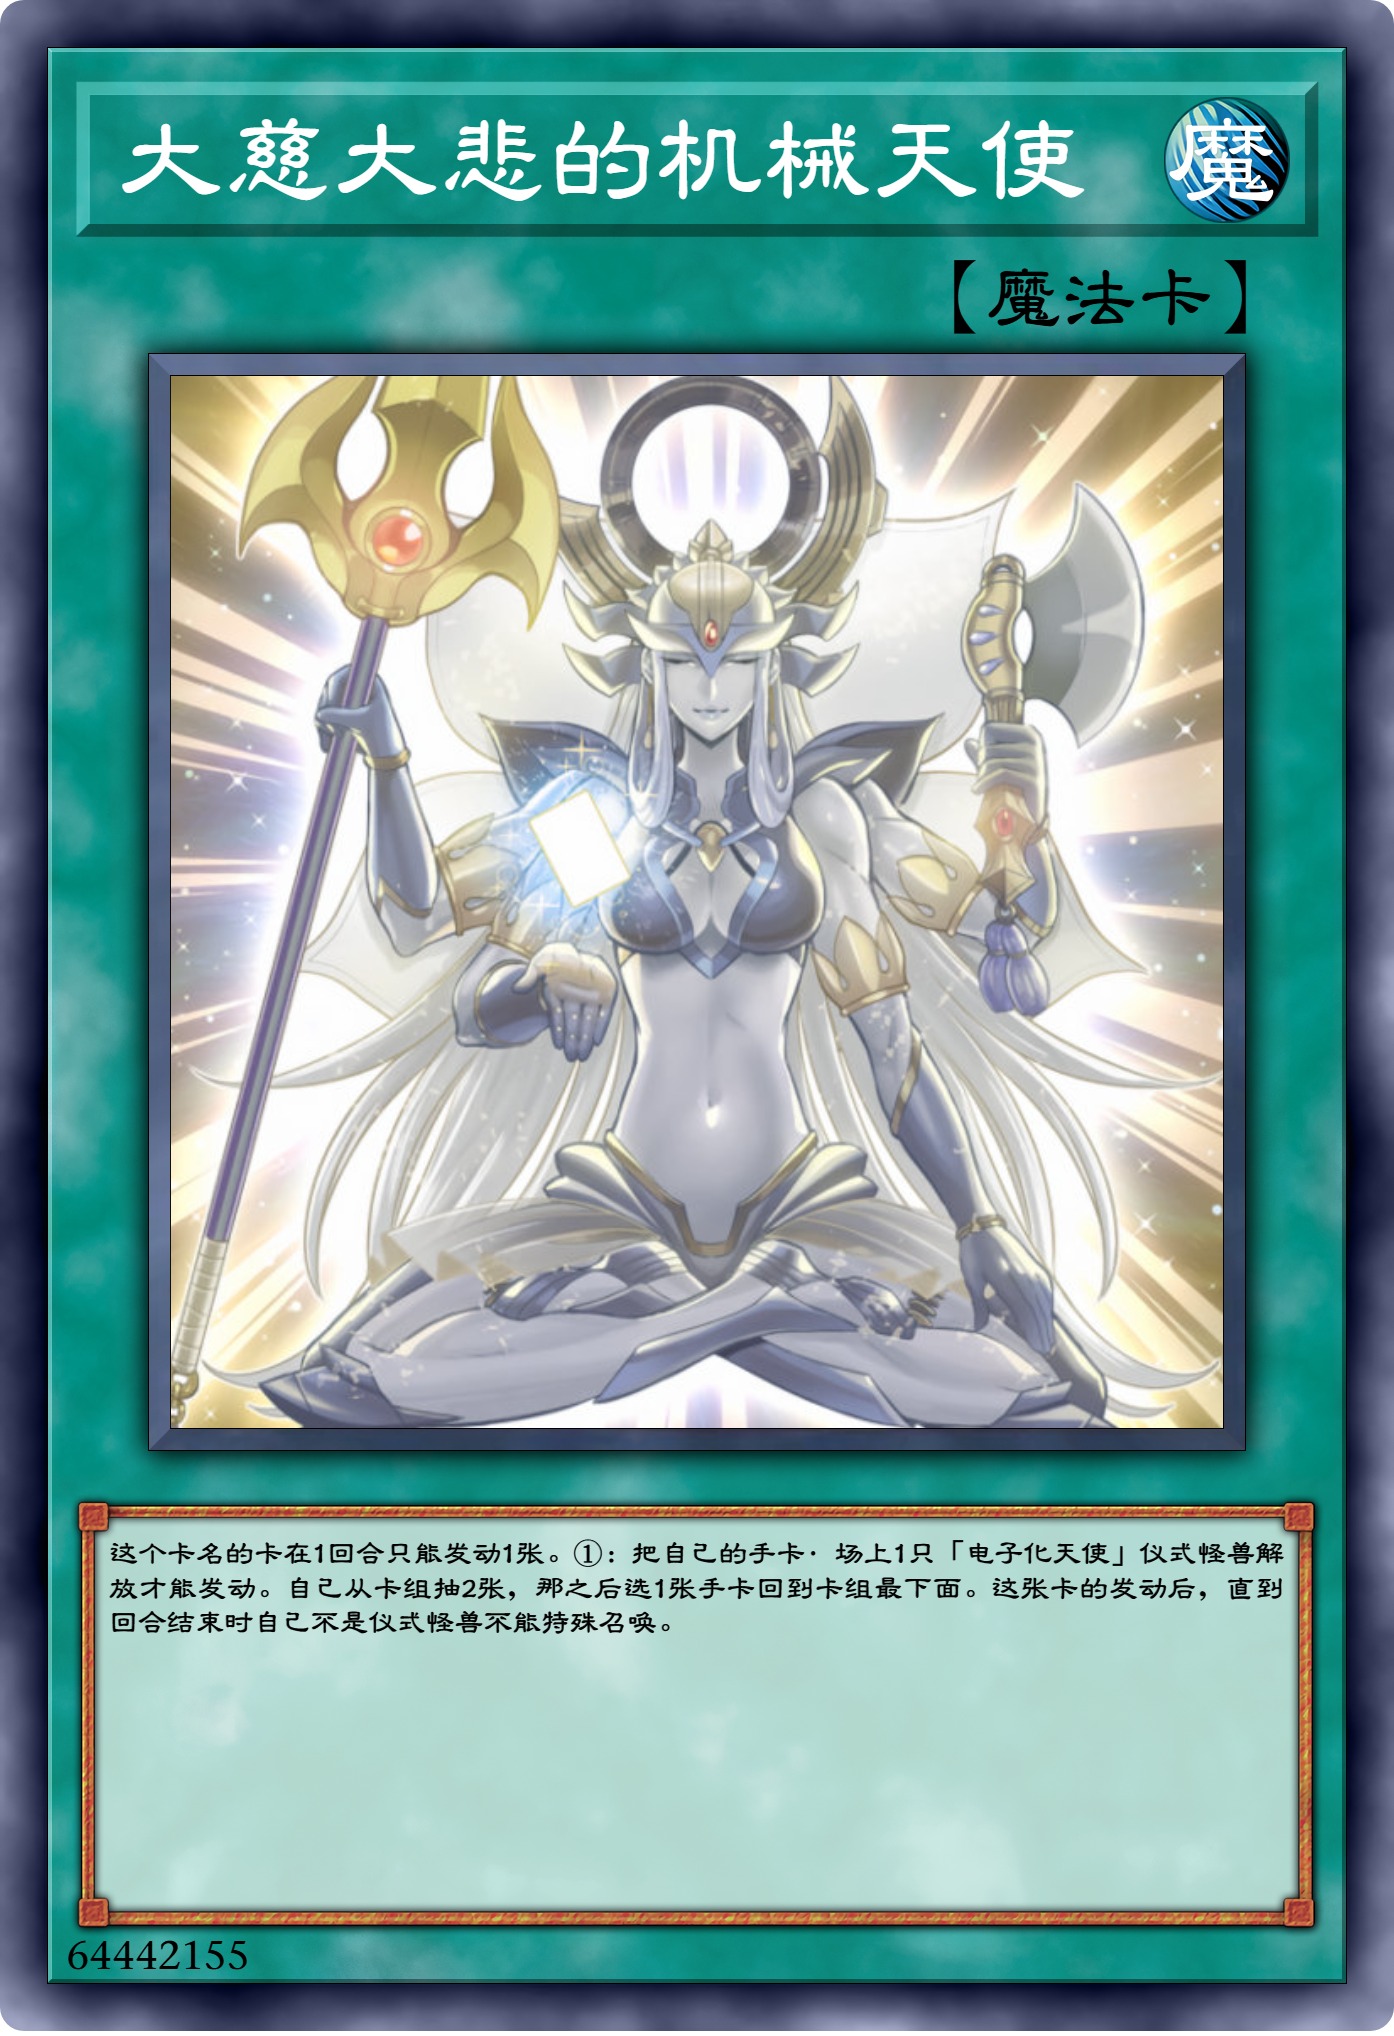 大慈大悲的机械天使 魔
【魔法卡】
这个卡名的卡在1回合只能发动1张。①：把自己的手卡·场上1只「电子化天使」仪式怪兽解
放才能发动。自己从卡组抽2张，那之后选1张手卡回到卡组最下面。这张卡的发动后，直到
回合结束时自己不是仪式怪兽不能特殊召唤。
64442155